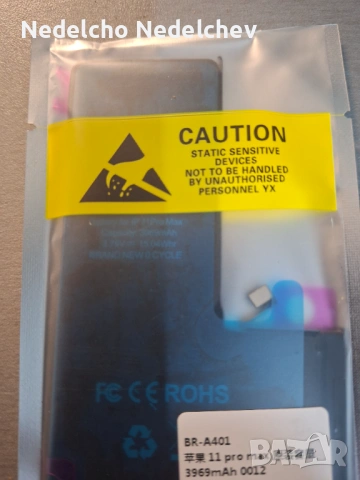 Nedelcho Nedelchev
CAUTION
STATIC SENSITIVE
DEVICES
NOT TO BE HANDLED
BY UNAUTHORISED
PERSONNEL YX
FC CE ROHS
BR-A401
苹果 11 pro max
3969mAh 0012
bazar